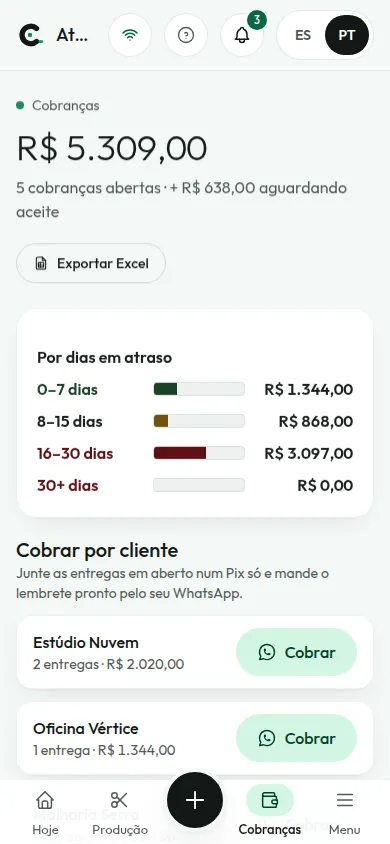 At...
3
ES
PT
Cobranças
R$ 5.309,00
5 cobranças abertas · + R$ 638,00 aguardando
aceite
Exportar Excel
Por dias em atraso
0–7 dias
R$ 1.344,00
8–15 dias
R$ 868,00
16–30 dias
R$ 3.097,00
30+ dias
R$ 0,00
Cobrar por cliente
Junte as entregas em aberto num Pix só e mande o
lembrete pronto pelo seu WhatsApp.
Estúdio Nuvem
2 entregas · R$ 2.020,00
Cobrar
Oficina Vértice
1 entrega · R$ 1.344,00
Cobrar
Hoje
Produção
Cobranças
Menu